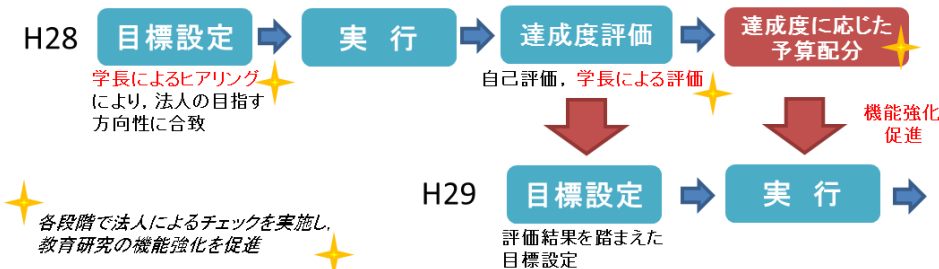 H28
目標設定
実 行
達成度評価
達成度に応じた
予算配分
学長によるヒアリング
により，法人の目指す
方向性に合致
自己評価，学長による評価
機能強化
促進
H29
目標設定
実 行
評価結果を踏まえた
目標設定
各段階で法人によるチェックを実施し，
教育研究の機能強化を促進